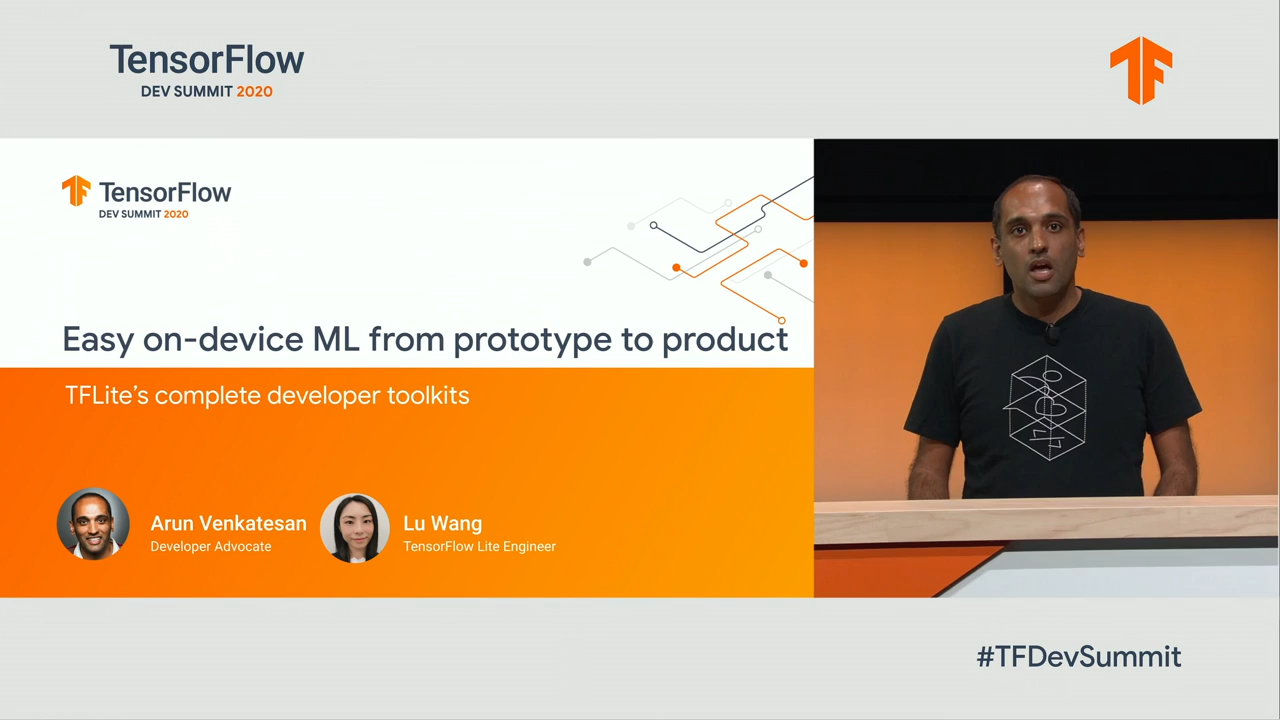 TensorFlow
DEV SUMMIT 2020
TensorFlow
DEV SUMMIT 2020
Easy on-device ML from prototype to product
TFLite's complete developer toolkits
Arun Venkatesan
Developer Advocate
Lu Wang
TensorFlow Lite Engineer
#TFDevSummit